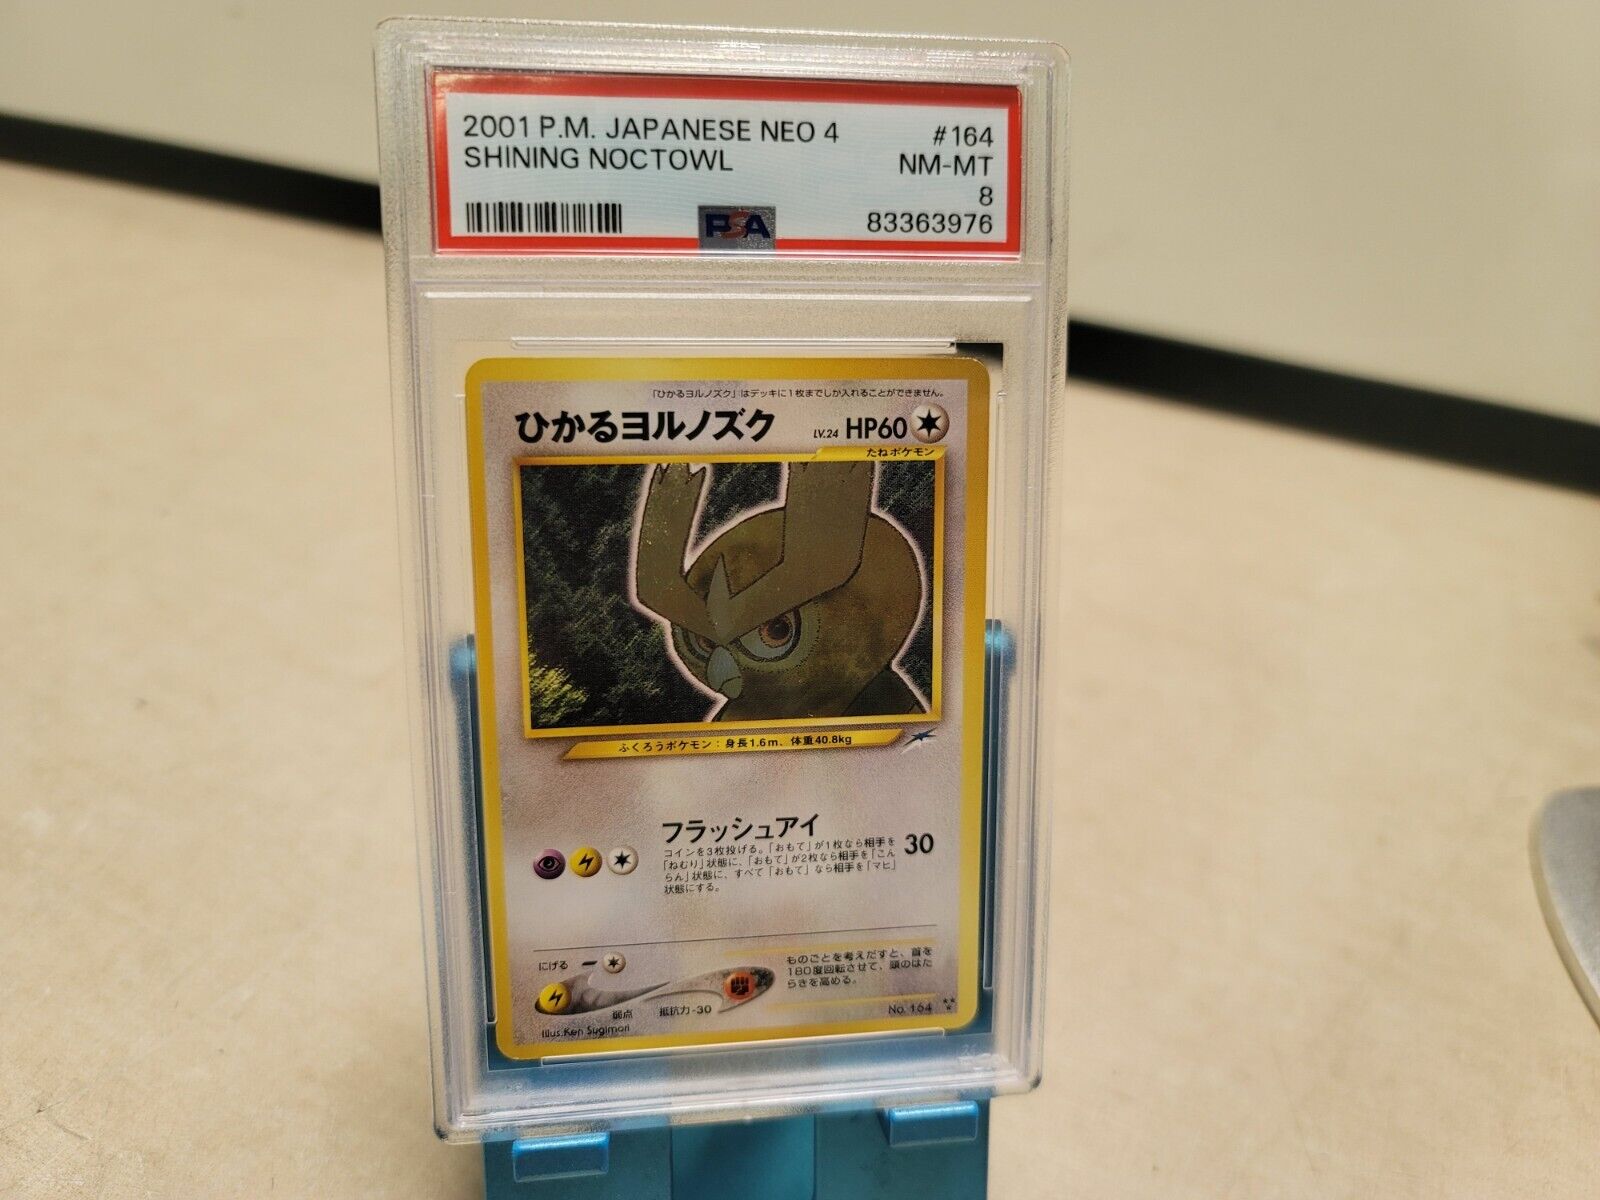 2001 P.M. JAPANESE NEO 4 #164
SHINING NOCTOWL NM-MT
8
PSA 83363976
「ひかるヨルノズク」はデッキに1枚までしか入れることができません。
ひかるヨルノズク LV.24 HP60
たねポケモン
ふくろうポケモン:身長1.6m、体重40.8kg
フラッシュアイ 30
コインを3枚投げる。「おもて」が1枚なら相手を
「ねむり」状態に、「おもて」が2枚なら相手を「こん
らん」状態に、すべて「おもて」なら相手を「マヒ」
状態にする。
にげる
弱点 抵抗力-30
ものごとを考えだすと、首を
180度回転させて、頭のはた
らきを高める。
No. 164
Illus. Ken Sugimori